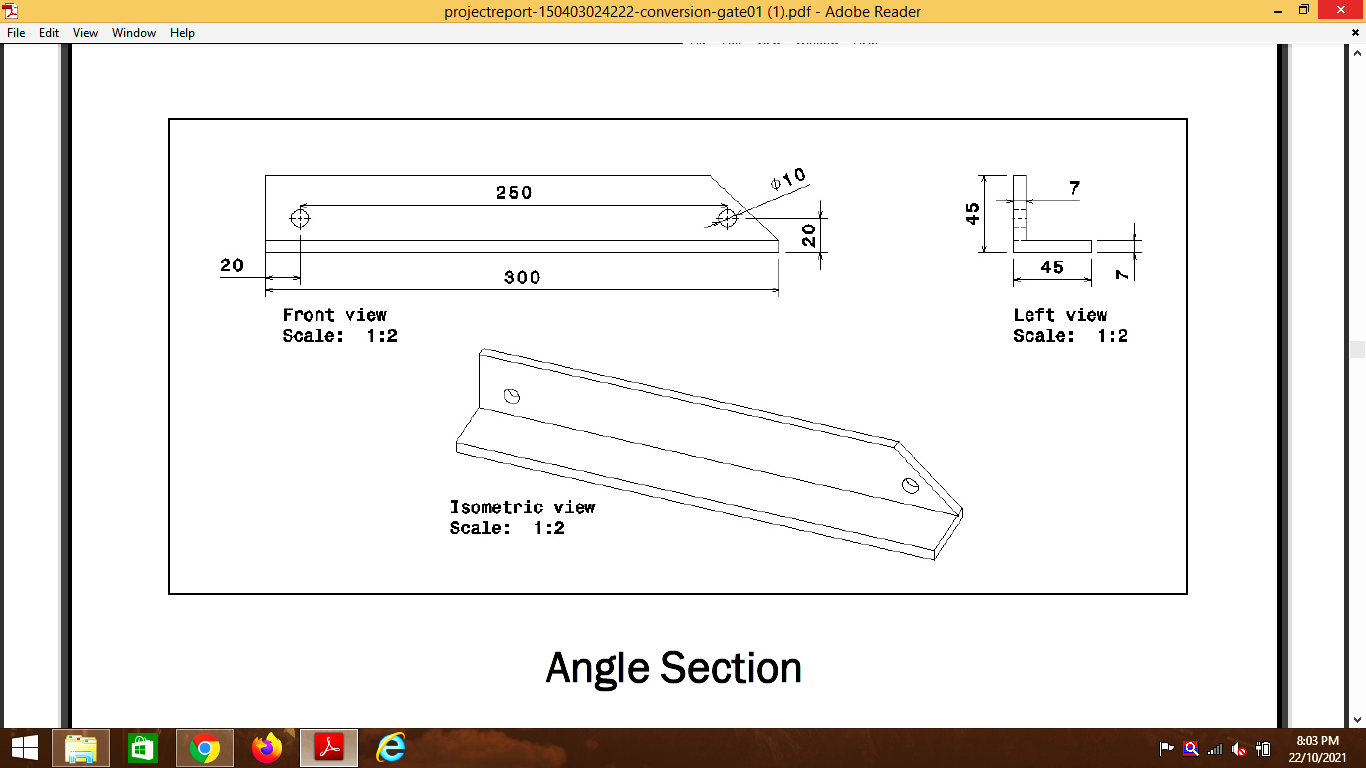 projectreport-150403024222-conversion-gate01 (1).pdf - Adobe Reader
File Edit View Window Help
250
ϕ10
20
20
300
Front view
Scale: 1:2
45
7
45
7
Left view
Scale: 1:2
Isometric view
Scale: 1:2
Angle Section
8:03 PM
22/10/2021